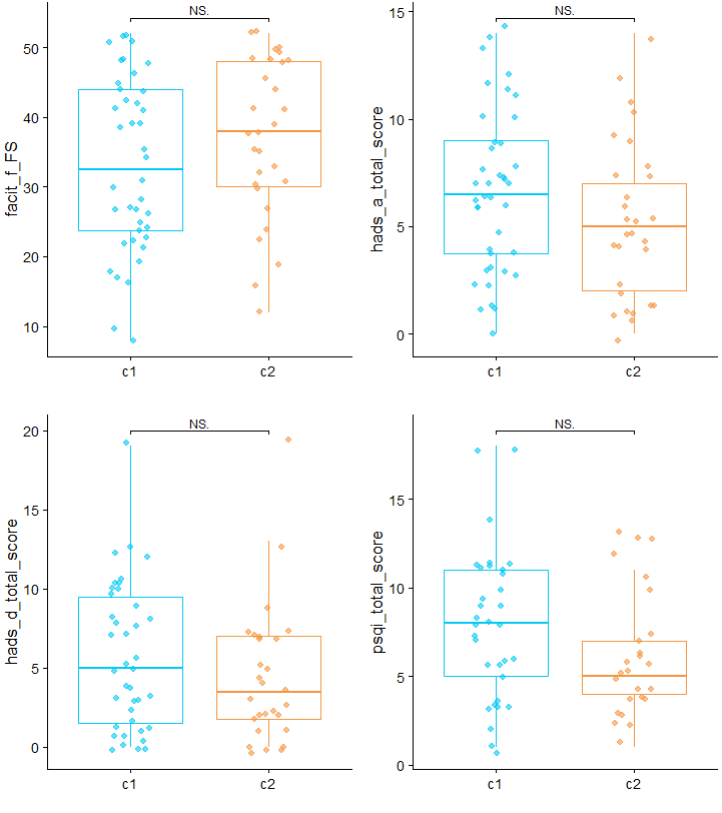 NS.
facit_f_FS
50
40
30
20
10
c1 c2
NS.
hads_a_total_score
15
10
5
0
c1 c2
NS.
hads_d_total_score
20
15
10
5
0
c1 c2
NS.
psqi_total_score
15
10
5
0
c1 c2